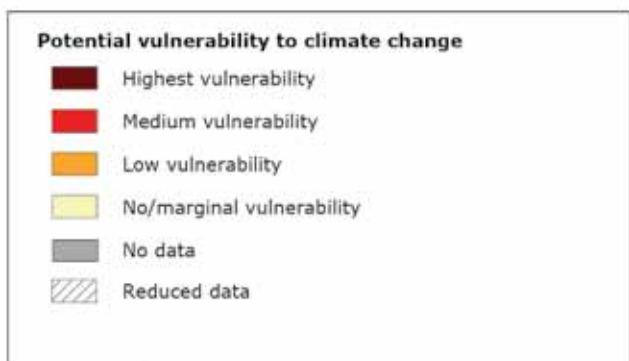 Potential vulnerability to climate change
Highest vulnerability
Medium vulnerability
Low vulnerability
No/marginal vulnerability
No data
Reduced data